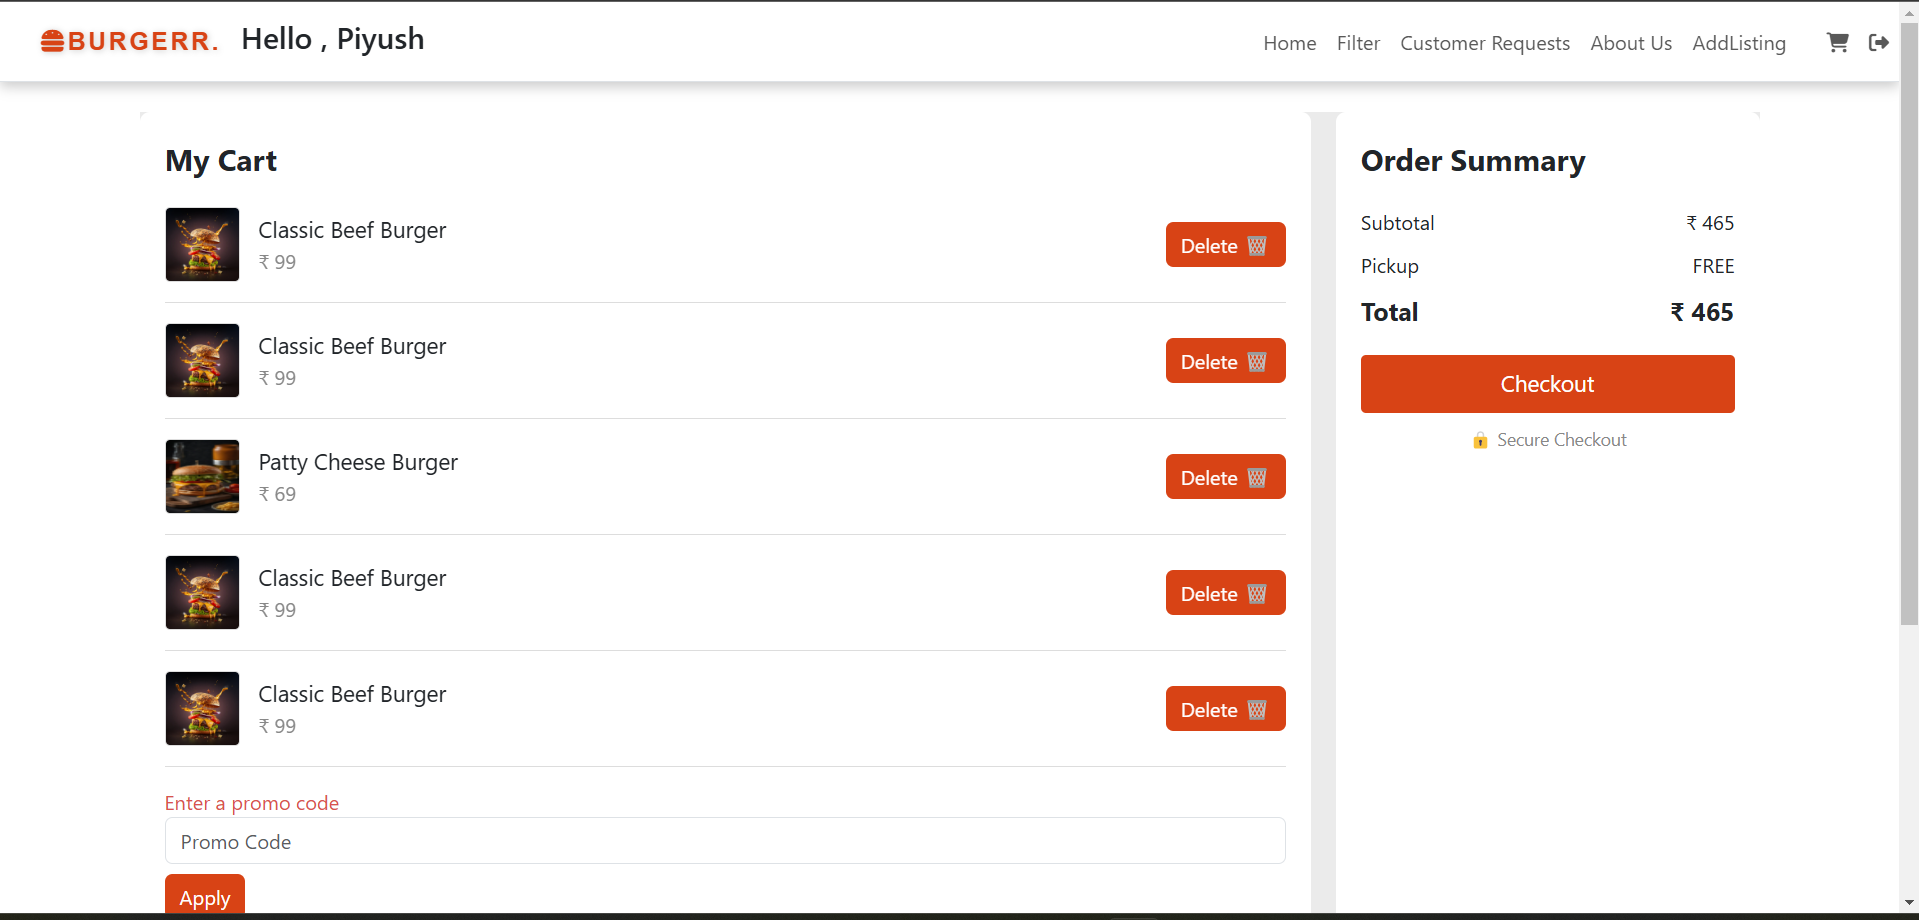 BURGERR. Hello , Piyush
Home Filter Customer Requests About Us AddListing
My Cart
Classic Beef Burger
₹ 99
Delete
Classic Beef Burger
₹ 99
Delete
Patty Cheese Burger
₹ 69
Delete
Classic Beef Burger
₹ 99
Delete
Classic Beef Burger
₹ 99
Delete
Enter a promo code
Promo Code
Apply
Order Summary
Subtotal ₹ 465
Pickup FREE
Total ₹ 465
Checkout
Secure Checkout